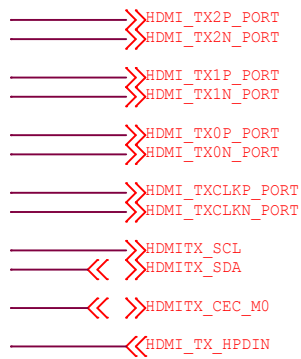 HDMI_TX2P_PORT
HDMI_TX2N_PORT
HDMI_TX1P_PORT
HDMI_TX1N_PORT
HDMI_TX0P_PORT
HDMI_TX0N_PORT
HDMI_TXCLKP_PORT
HDMI_TXCLKN_PORT
HDMITX_SCL
HDMITX_SDA
HDMITX_CEC_M0
HDMI_TX_HPDIN